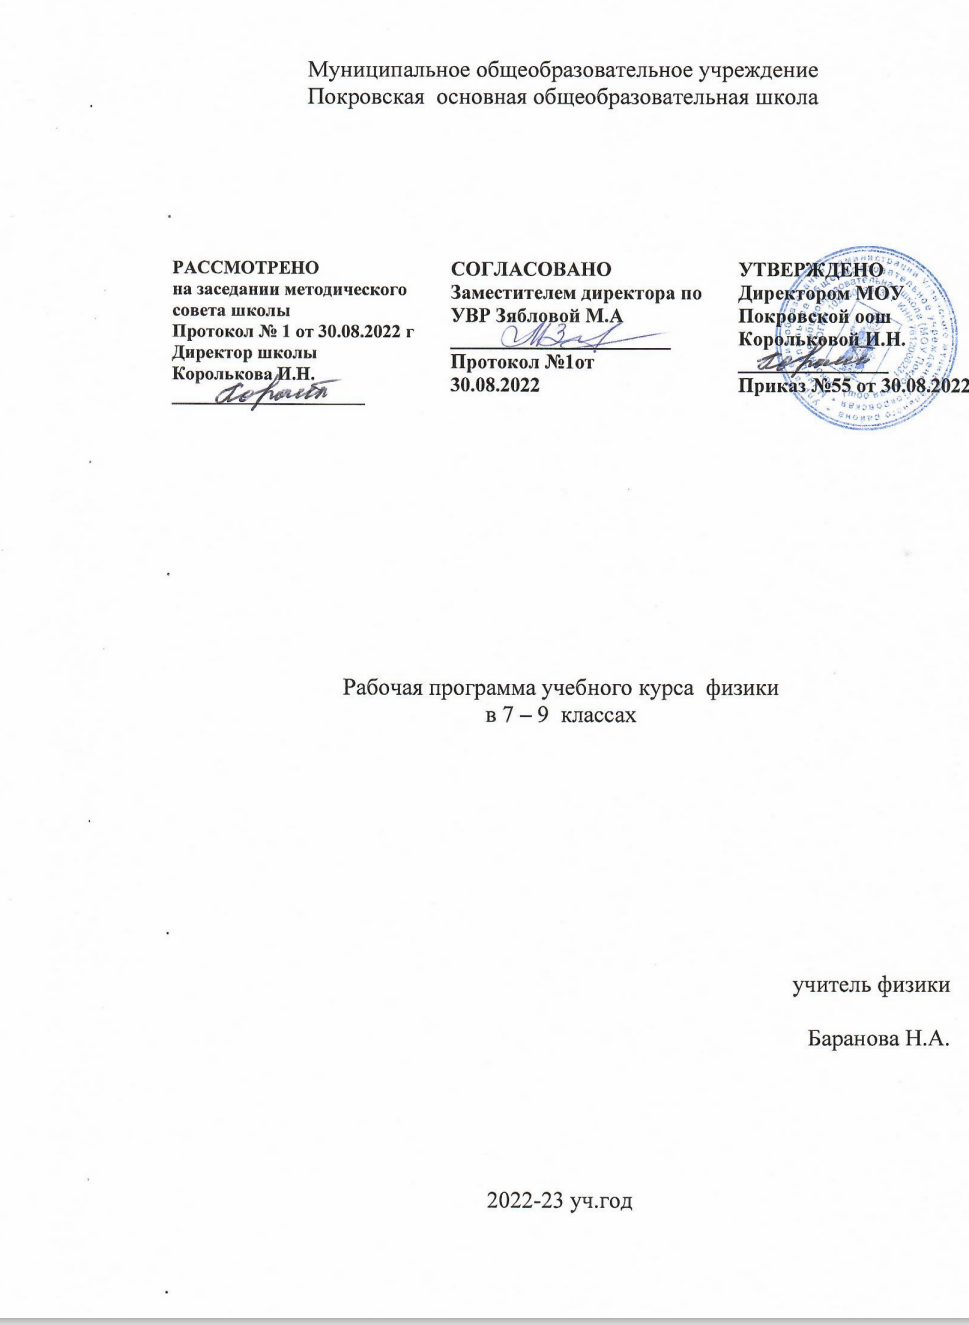 Муниципальное общеобразовательное учреждение
Покровская основная общеобразовательная школа
РАССМОТРЕНО
на заседании методического
совета школы
Протокол № 1 от 30.08.2022 г
Директор школы
Королькова И.Н.
СОГЛАСОВАНО
Заместителем директора по
УВР Зябловой М.А
Протокол №1от
30.08.2022
УТВЕРЖДЕНО
Директором МОУ
Покровской оош
Корольковой И.Н.
Приказ №55 от 30.08.2022
Рабочая программа учебного курса физики
в 7 – 9 классах
учитель физики
Баранова Н.А.
2022-23 уч.год